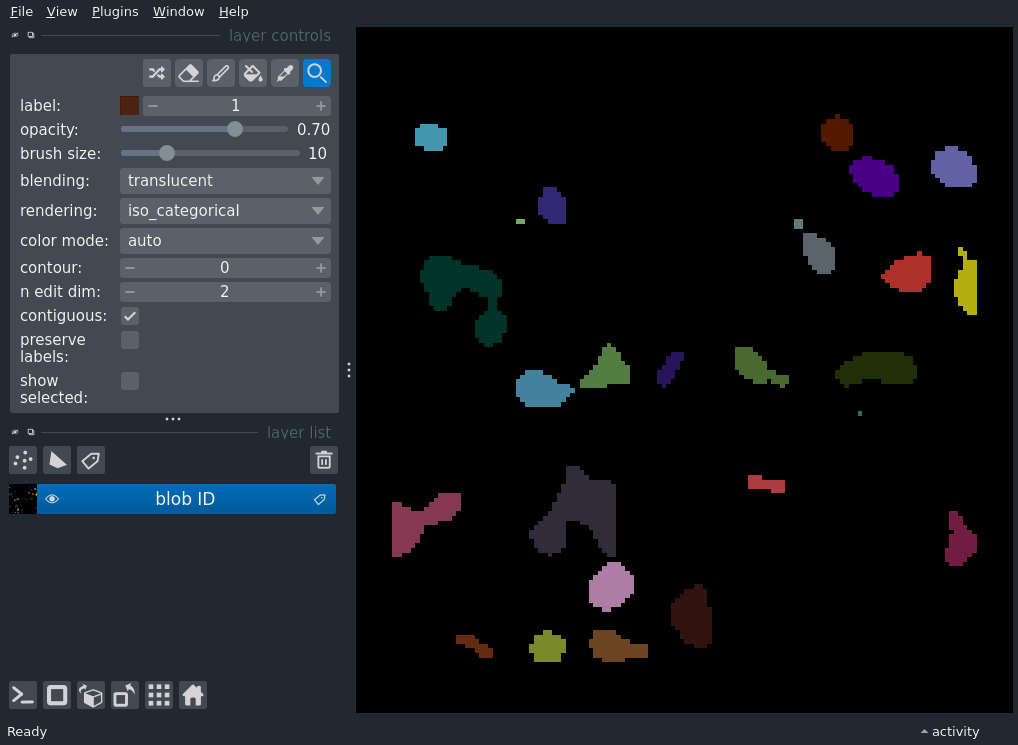 File View Plugins Window Help
layer controls
label: 1
opacity: 0.70
brush size: 10
blending: translucent
rendering: iso_categorical
color mode: auto
contour: 0
n edit dim: 2
contiguous:
preserve
labels:
show
selected:
layer list
blob ID
Ready
activity